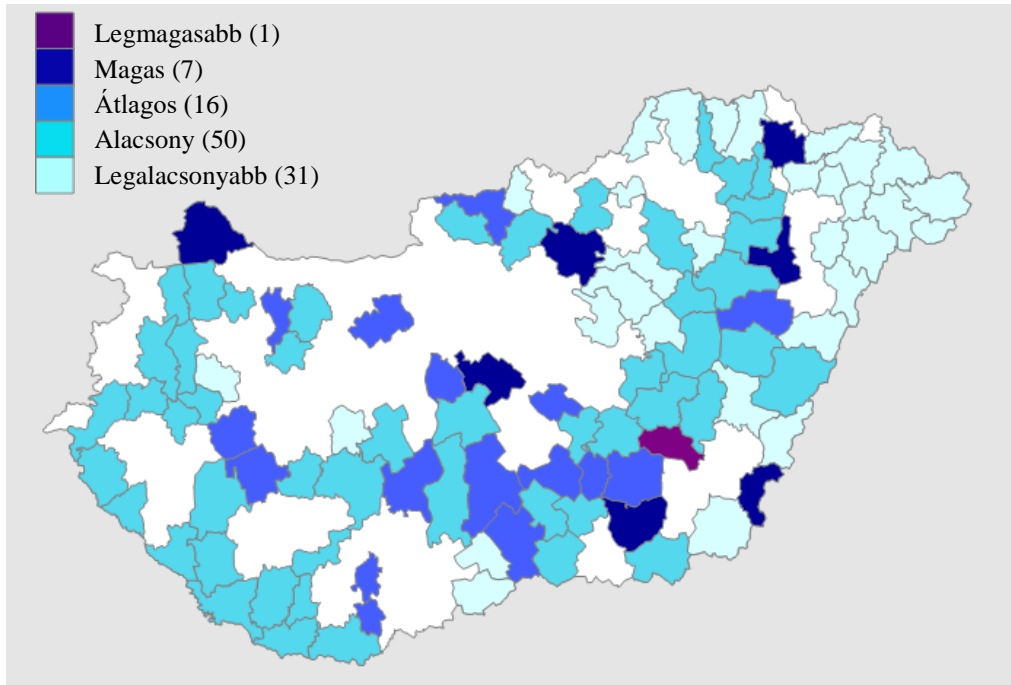 Legmagasabb (1)
Magas (7)
Átlagos (16)
Alacsony (50)
Legalacsonyabb (31)